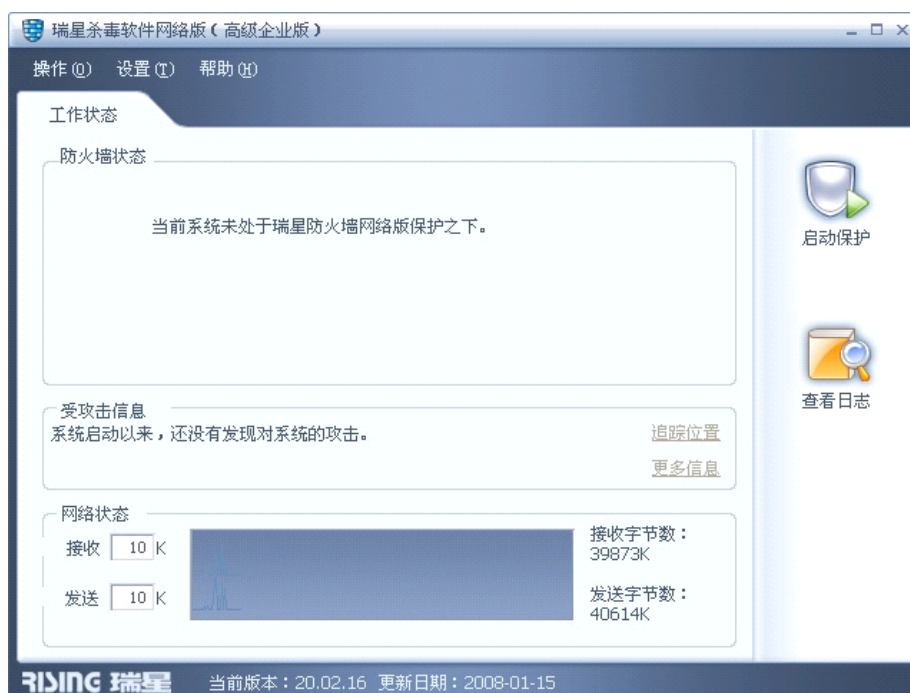 瑞星杀毒软件网络版(高级企业版)
操作(O) 设置(T) 帮助(H)
工作状态
防火墙状态
当前系统未处于瑞星防火墙网络版保护之下。
启动保护
查看日志
受攻击信息
系统启动以来,还没有发现对系统的攻击。
追踪位置
更多信息
网络状态
接收 10 K
接收字节数:
39873K
发送 10 K
发送字节数:
40614K
RISING 瑞星 当前版本:20.02.16 更新日期:2008-01-15